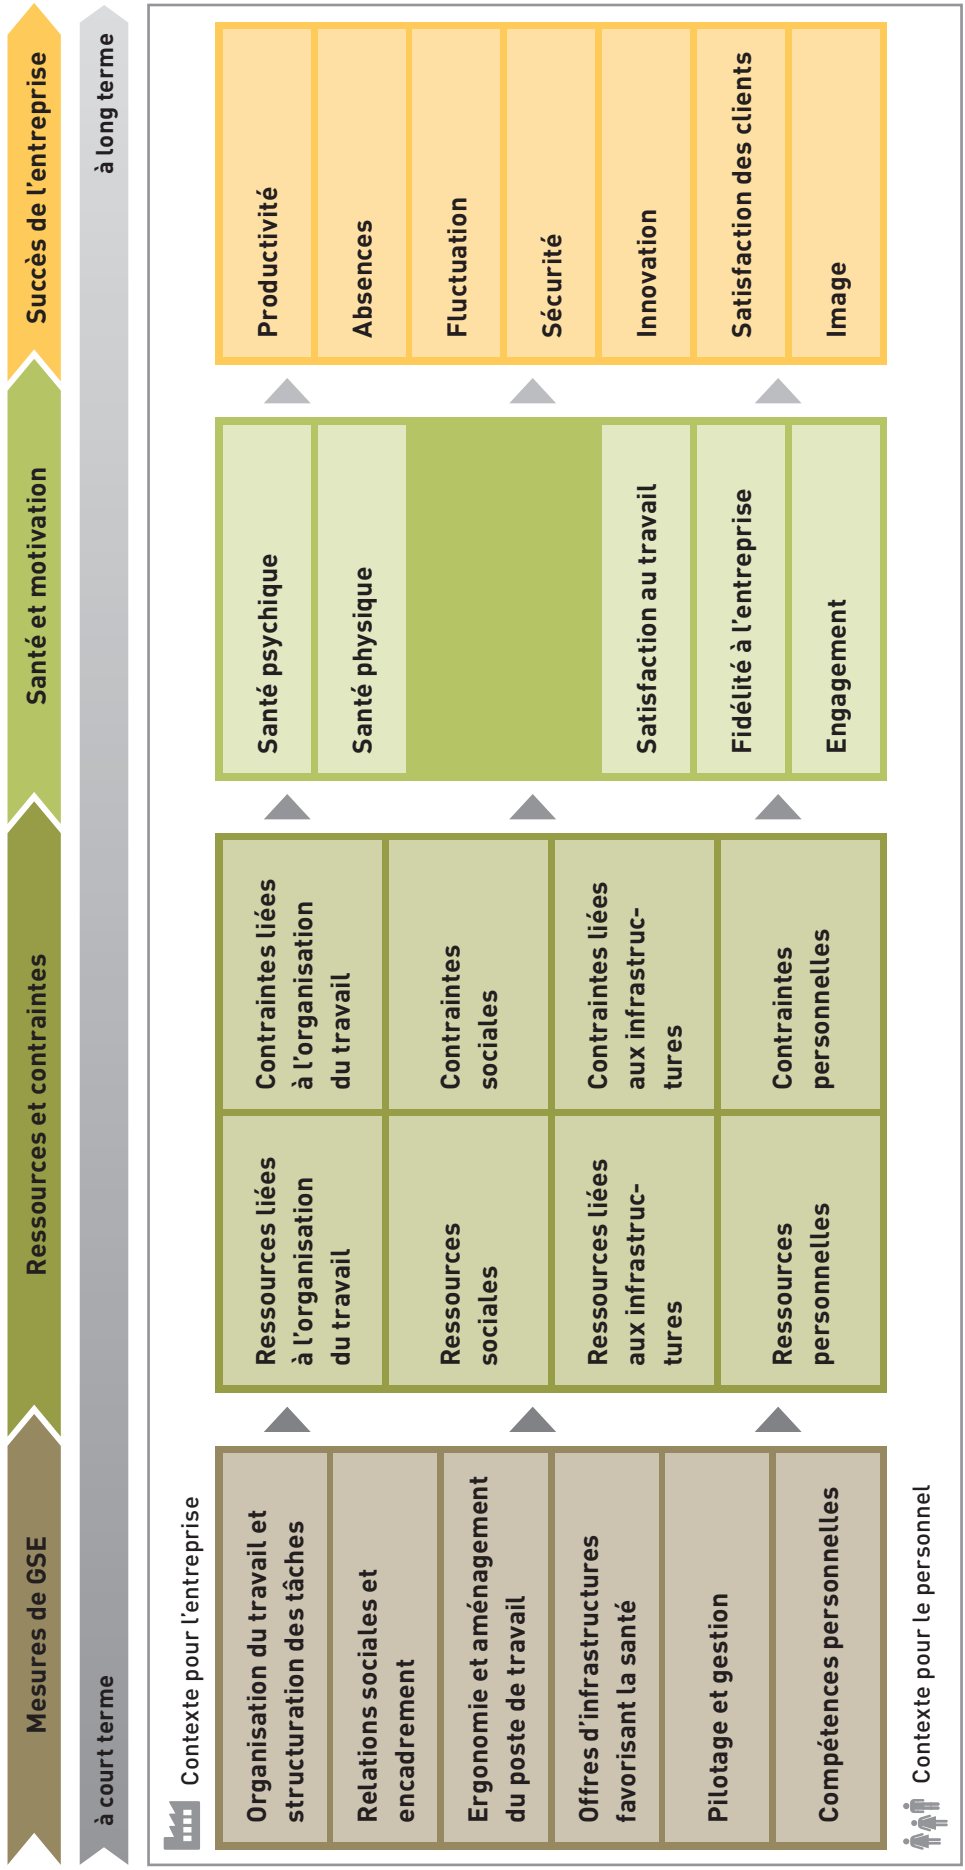 Mesures de GSE
Ressources et contraintes
Santé et motivation
Succès de l'entreprise
à court terme
à long terme
Contexte pour l'entreprise
Organisation du travail et
structuration des tâches
Relations sociales et
encadrement
Ergonomie et aménagement
du poste de travail
Offres d'infrastructures
favorisant la santé
Pilotage et gestion
Compétences personnelles
Ressources liées
à l'organisation
du travail
Ressources
sociales
Ressources liées
aux infrastruc-
tures
Ressources
personnelles
Contraintes liées
à l'organisation
du travail
Contraintes
sociales
Contraintes liées
aux infrastruc-
tures
Contraintes
personnelles
Santé psychique
Santé physique
Satisfaction au travail
Fidélité à l'entreprise
Engagement
Productivité
Absences
Fluctuation
Sécurité
Innovation
Satisfaction des clients
Image
Contexte pour le personnel